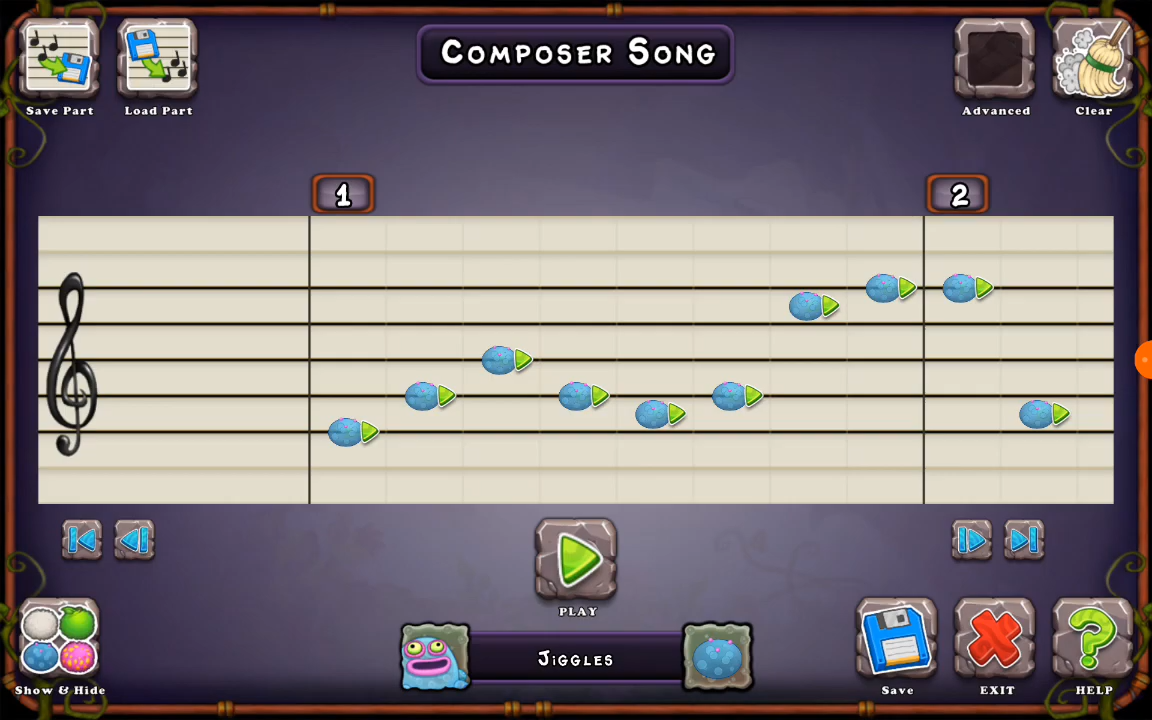 COMPOSER SONG
Save Part
Load Part
Advanced
Clear
1
2
PLAY
JiGGLES
Show & Hide
Save
EXIT
HELP